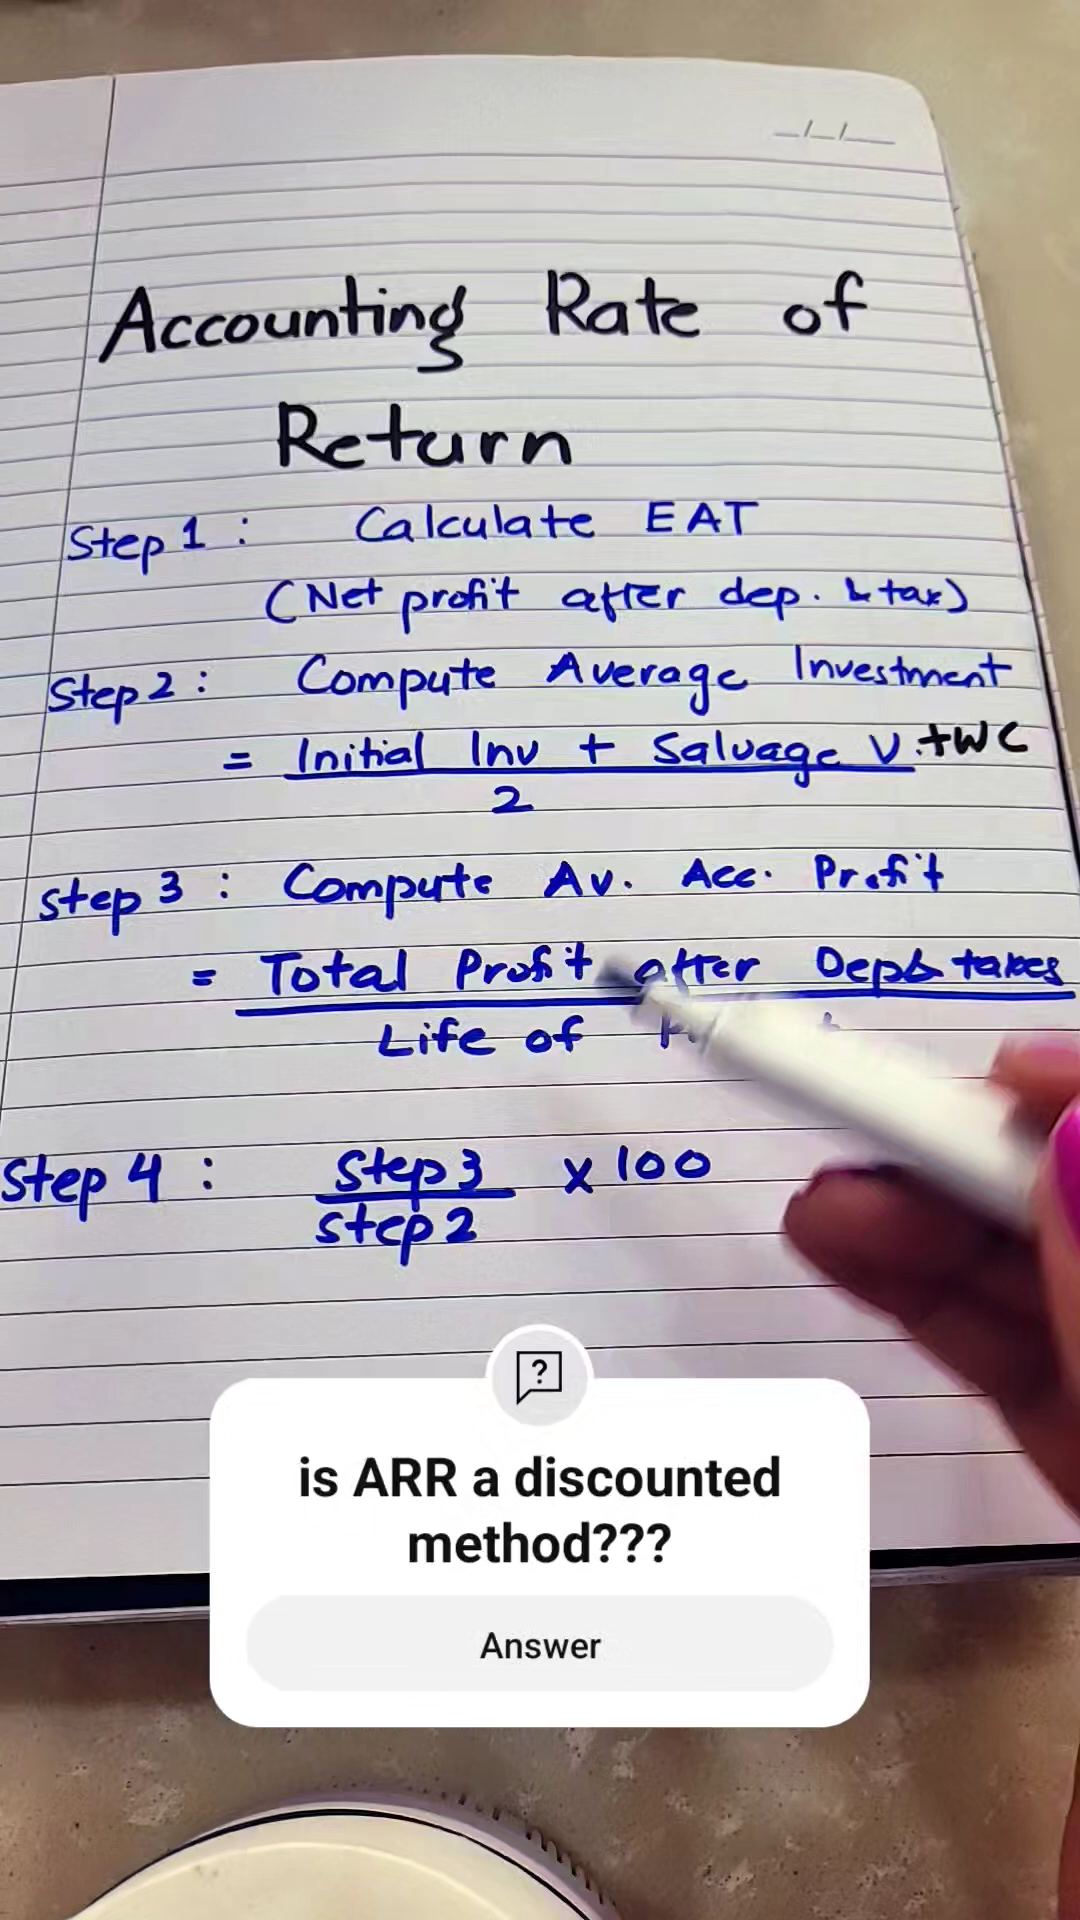 Accounting Rate of
Return
Step 1 : Calculate EAT
(Net profit after dep. & tax)
Step 2 : Compute Average Investment
= Initial Inv + Salvage V. + WC
2
Step 3 : Compute Av. Acc. Profit
= Total Profit after Dep & taxes
Life of
Step 4 : Step 3 x 100
Step 2
is ARR a discounted
method???
Answer